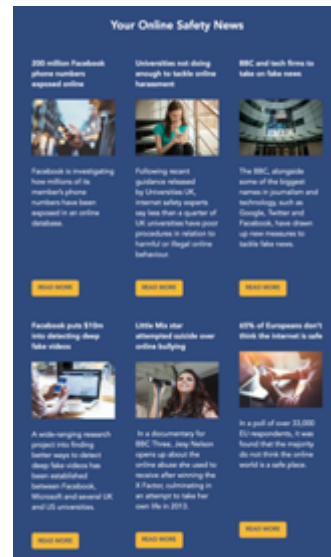 Your Online Safety News
200 million Facebook
phone numbers
exposed online
Facebook is investigating
how millions of its
member's phone
numbers have been
exposed in an online
database.
READ MORE
Universities not doing
enough to tackle online
harassment
Following recent
guidance released
by Universities UK,
internet safety experts
say less than a quarter of
UK universities have poor
procedures in relation to
harmful or illegal online
behaviour.
READ MORE
BBC and tech firms to
take on fake news
The BBC, alongside
some of the biggest
names in journalism and
technology, such as
Google, Twitter and
Facebook, have drawn
up new measures to
tackle fake news.
READ MORE
Facebook puts $10m
into detecting deep
fake videos
A wide-ranging research
project into finding
better ways to detect
deep fake videos has
been established
between Facebook,
Microsoft and several UK
and US universities.
READ MORE
Little Mix star
attempted suicide over
online bullying
In a documentary for
BBC Three, Jesy Nelson
opens up about the
online abuse she used to
receive after winning the
X Factor, culminating in
an attempt to take her
own life in 2013.
READ MORE
65% of Europeans don't
think the internet is safe
In a poll of over 33,000
EU respondents, it was
found that the majority
do not think the online
world is a safe place.
READ MORE